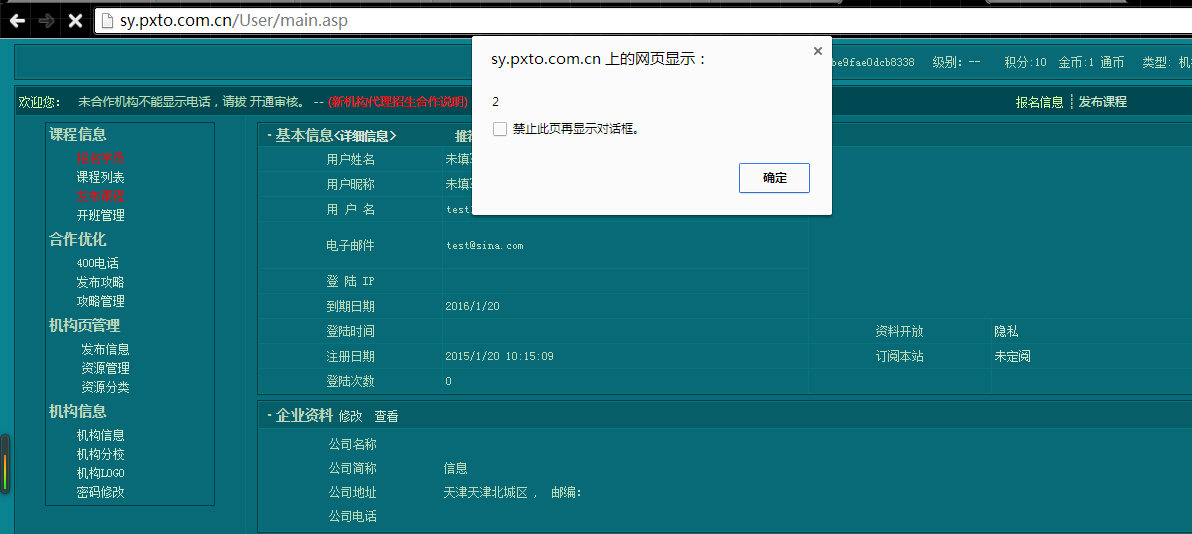 sy.pxto.com.cn/User/main.asp
sy.pxto.com.cn 上的网页显示：
2
禁止此页再显示对话框。
确定
be9fae0dcb8338 级别：-- 积分:10 金币:1 通币 类型: 机
欢迎您： 未合作机构不能显示电话，请拔 开通审核。 -- (新机构代理招生合作说明)
报名信息 ┊ 发布课程
课程信息
课程列表
开班管理
合作优化
400电话
发布攻略
攻略管理
机构页管理
发布信息
资源管理
资源分类
机构信息
机构信息
机构分校
机构LOGO
密码修改
· 基本信息<详细信息> 推荐
用户姓名 未填
用户昵称 未填
用 户 名 test
电子邮件 test@sina.com
登 陆 IP
到期日期 2016/1/20
登陆时间 资料开放 隐私
注册日期 2015/1/20 10:15:09 订阅本站 未定阅
登陆次数 0
· 企业资料 修改 查看
公司名称
公司简称 信息
公司地址 天津天津北城区 ， 邮编:
公司电话